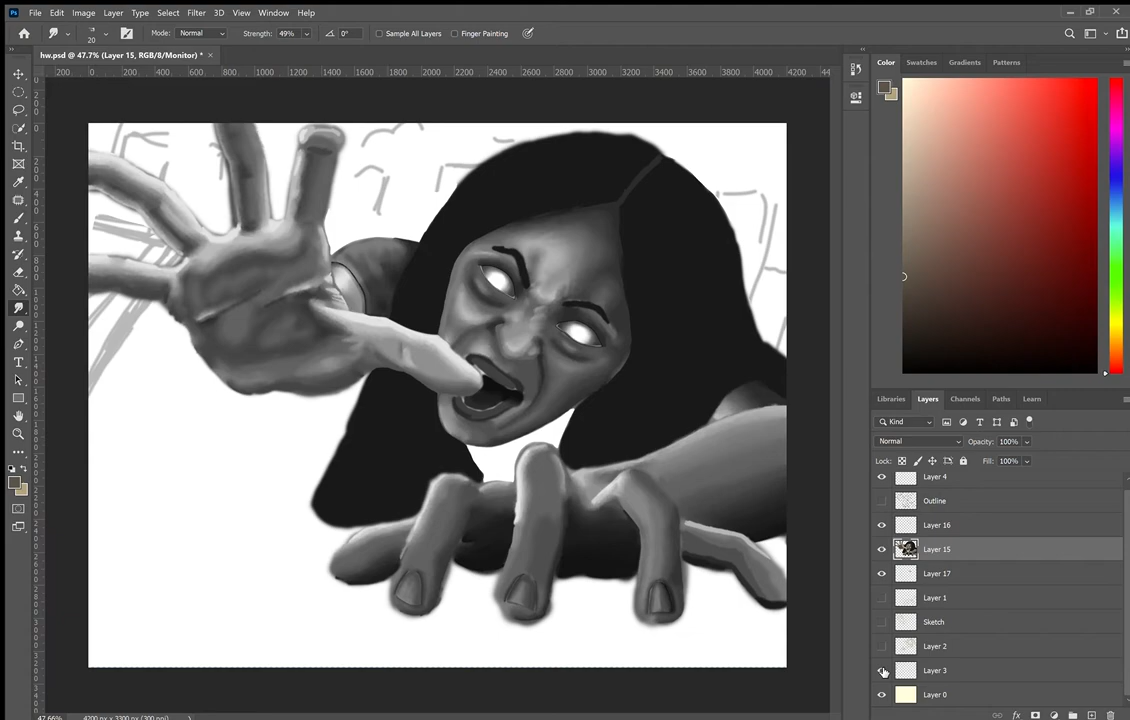 Ps File Edit Image Layer Type Select Filter 3D View Window Help
20 Mode: Normal Strength: 49% 0° Sample All Layers Finger Painting
hw.psd @ 47.7% (Layer 15, RGB/8/Monitor) * ×
200 0 200 400 600 800 1000 1200 1400 1600 1800 2000 2200 2400 2600 2800 3000 3200 3400 3600 3800 4000 4200 44
Color Swatches Gradients Patterns
Libraries Layers Channels Paths Learn
Kind
Normal Opacity: 100%
Lock: Fill: 100%
Layer 4
Outline
Layer 16
Layer 15
Layer 17
Layer 1
Sketch
Layer 2
Layer 3
Layer 0
fx
47.66% 4200 px x 3300 px (300 ppi)